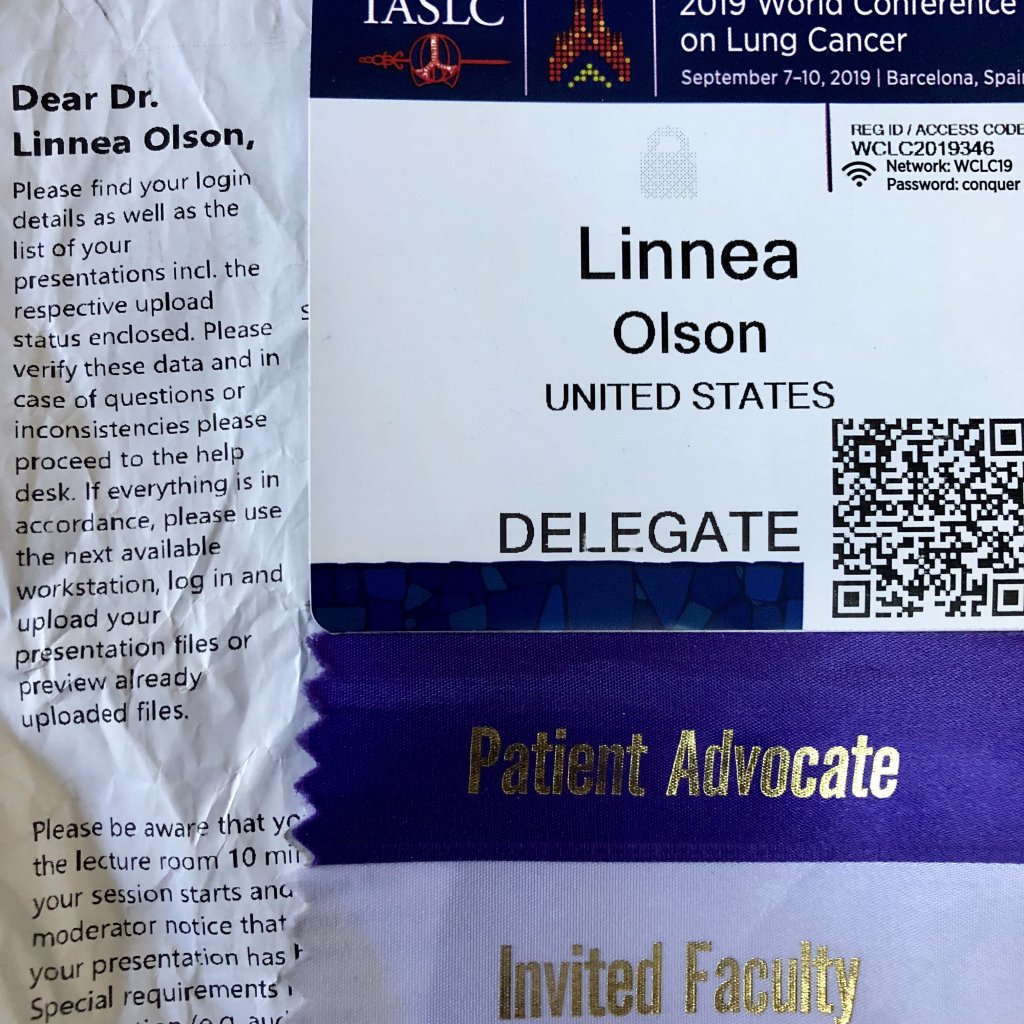 Dear Dr.
Linnea Olson,
Please find your login
details as well as the
list of your
presentations incl. the
respective upload
status enclosed. Please
verify these data and in
case of questions or
inconsistencies please
proceed to the help
desk. If everything is in
accordance, please use
the next available
workstation, log in and
upload your
presentation files or
preview already
uploaded files.
Please be aware that yo
the lecture room 10 min
your session starts and
moderator notice that
your presentation has
Special requirements
IASLC
2019 World Conference
on Lung Cancer
September 7-10, 2019 | Barcelona, Spain
REG ID / ACCESS CODE
WCLC2019346
Network: WCLC19
Password: conquer
Linnea
Olson
UNITED STATES
DELEGATE
Patient Advocate
Invited Faculty